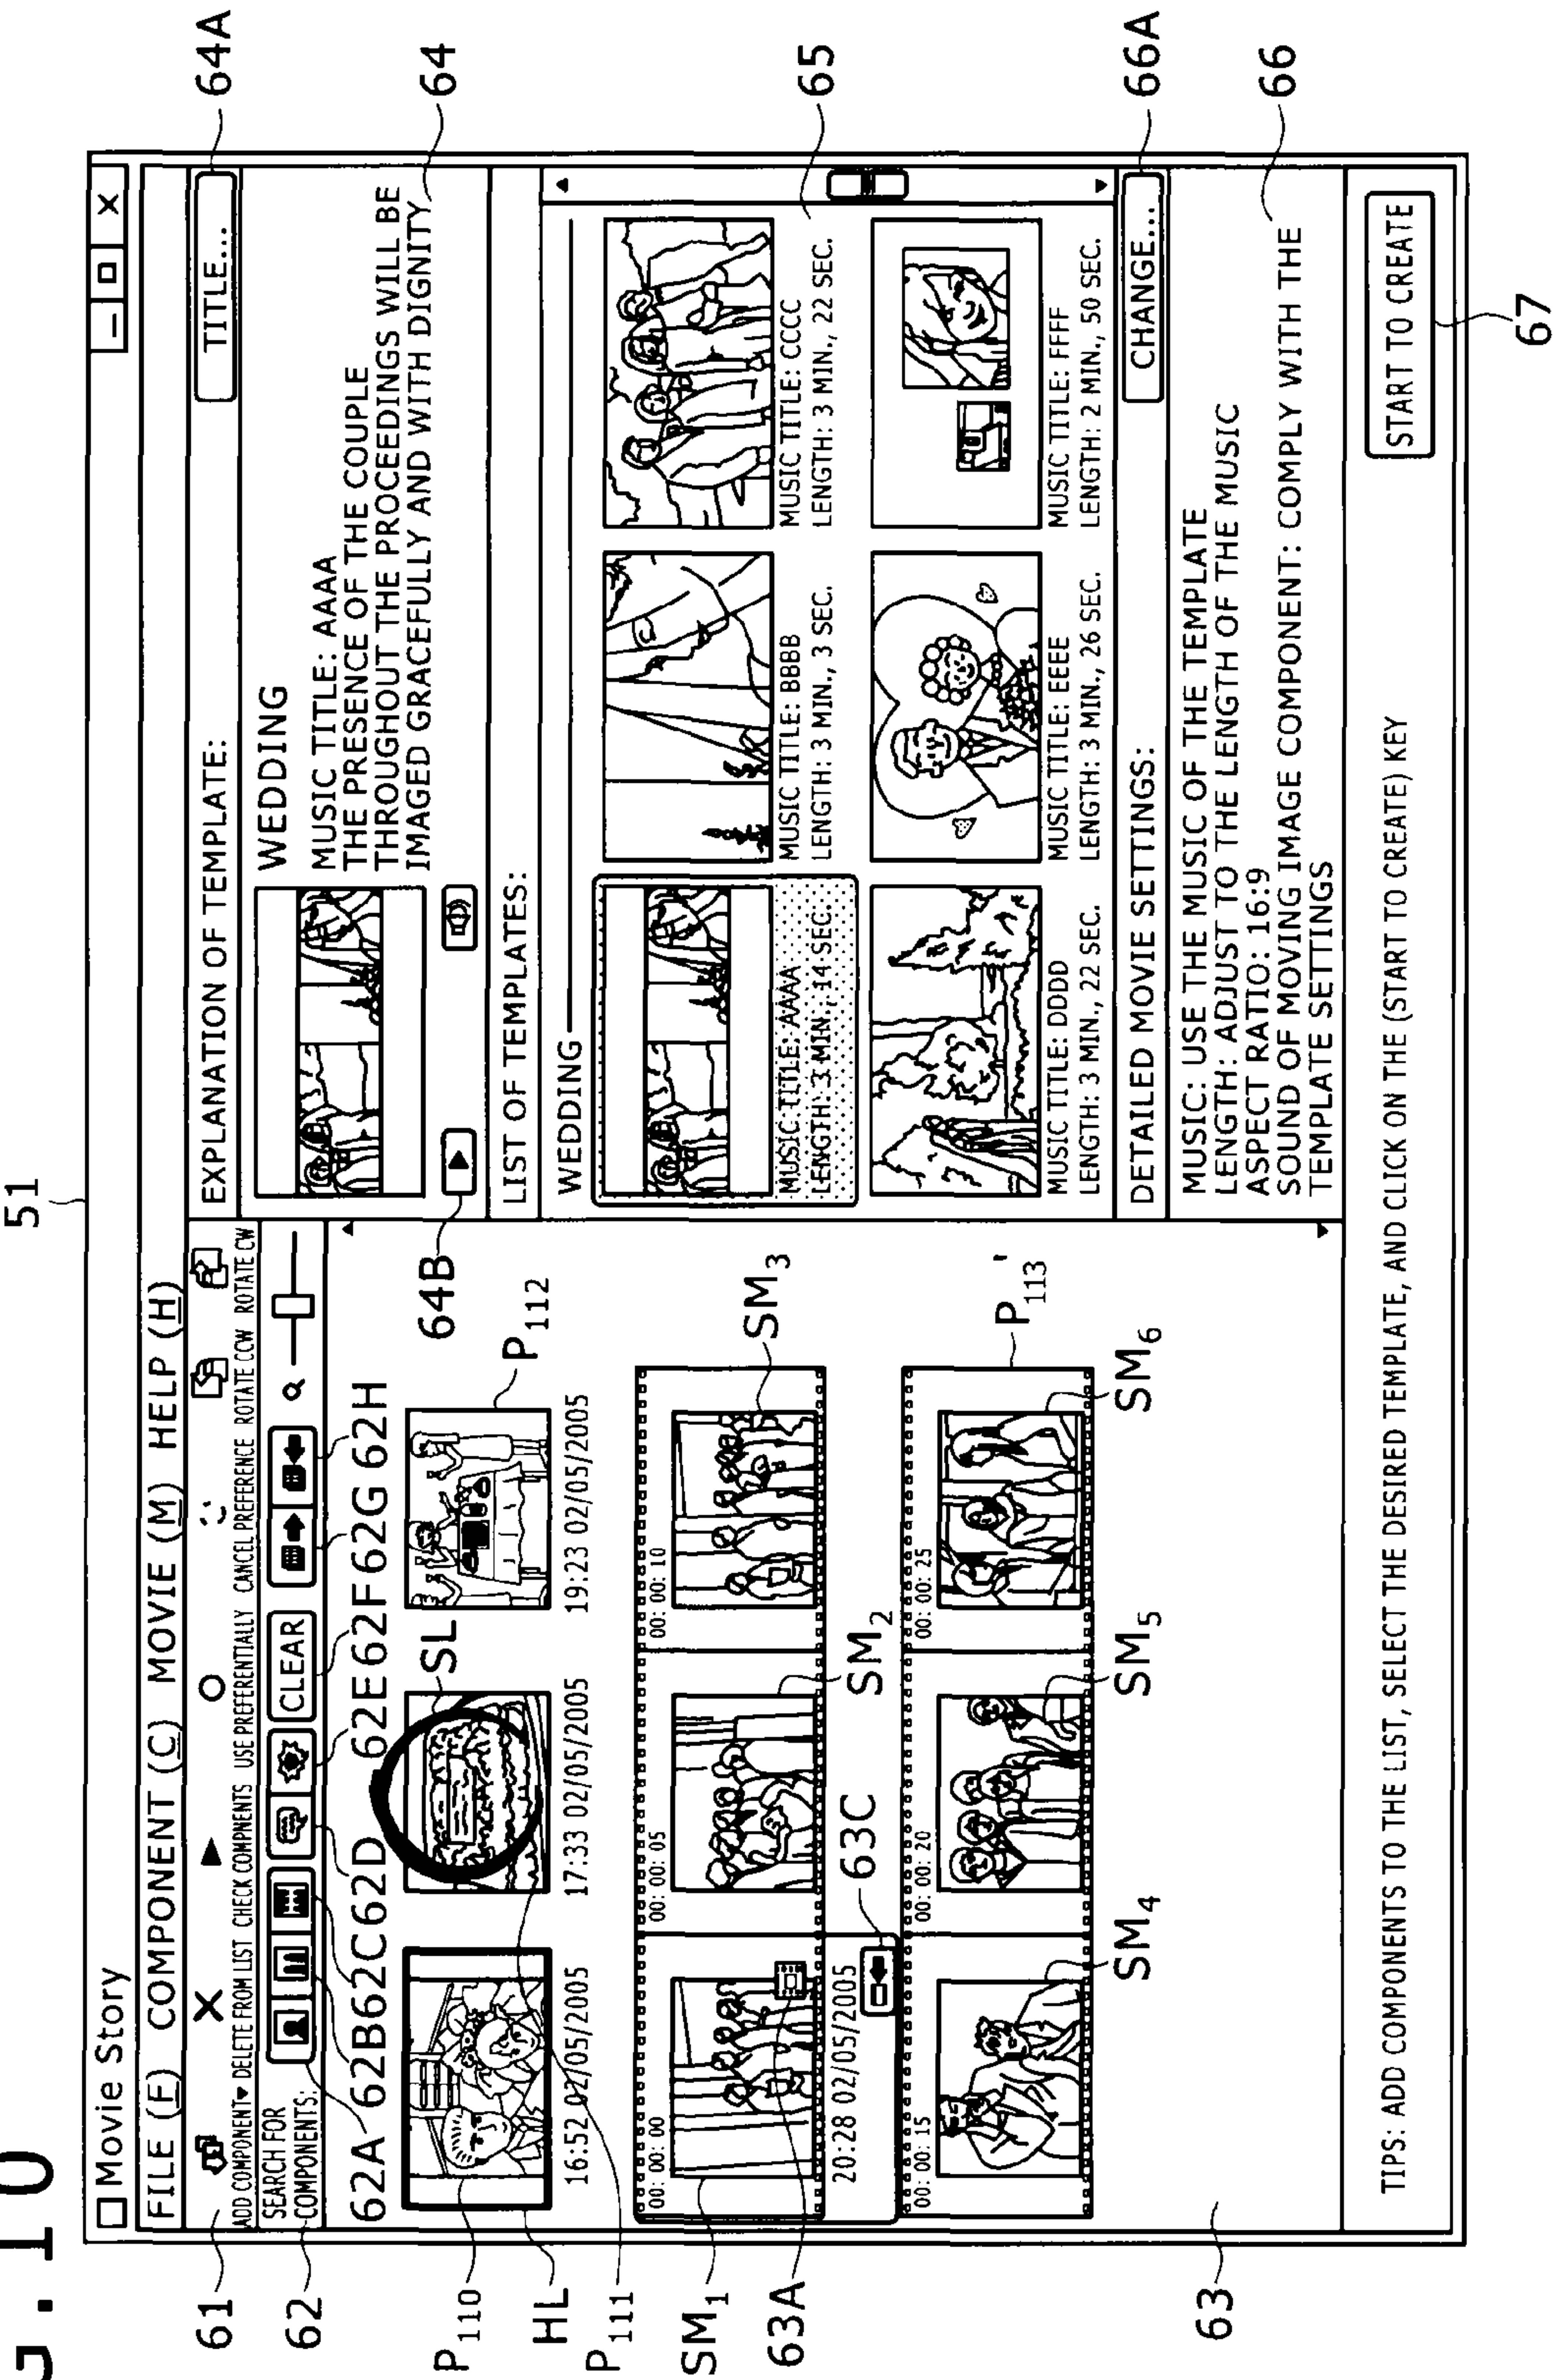 G. 10
51
Movie Story
FILE (F) COMPONENT (C) MOVIE (M) HELP (H)
61
ADD COMPONENT DELETE FROM LIST CHECK COMPNENTS USE PREFERENTIALLY CANCEL PREFERENCE ROTATE CCW ROTATE CW
62
SEARCH FOR
COMPONENTS:
CLEAR
62A 62B 62C 62D 62E 62F 62G 62H
P110
HL
P111
SL
P112
16:52 02/05/2005
17:33 02/05/2005
19:23 02/05/2005
00: 00: 00
00: 00: 05
00: 00: 10
SM1
SM2
SM3
63A
20:28 02/05/2005
63C
00: 00: 15
00: 00: 20
00: 00: 25
P113'
SM4
SM5
SM6
63
EXPLANATION OF TEMPLATE:
TITLE...
64A
WEDDING
MUSIC TITLE: AAAA
THE PRESENCE OF THE COUPLE
THROUGHOUT THE PROCEEDINGS WILL BE
IMAGED GRACEFULLY AND WITH DIGNITY
64
64B
LIST OF TEMPLATES:
WEDDING
65
MUSIC TITLE: AAAA
LENGTH: 3 MIN., 14 SEC.
MUSIC TITLE: BBBB
LENGTH: 3 MIN., 3 SEC.
MUSIC TITLE: CCCC
LENGTH: 3 MIN., 22 SEC.
MUSIC TITLE: DDDD
LENGTH: 3 MIN., 22 SEC.
MUSIC TITLE: EEEE
LENGTH: 3 MIN., 26 SEC.
MUSIC TITLE: FFFF
LENGTH: 2 MIN., 50 SEC.
DETAILED MOVIE SETTINGS:
CHANGE...
66A
MUSIC: USE THE MUSIC OF THE TEMPLATE
LENGTH: ADJUST TO THE LENGTH OF THE MUSIC
ASPECT RATIO: 16:9
SOUND OF MOVING IMAGE COMPONENT: COMPLY WITH THE
TEMPLATE SETTINGS
66
TIPS: ADD COMPONENTS TO THE LIST, SELECT THE DESIRED TEMPLATE, AND CLICK ON THE (START TO CREATE) KEY
START TO CREATE
67